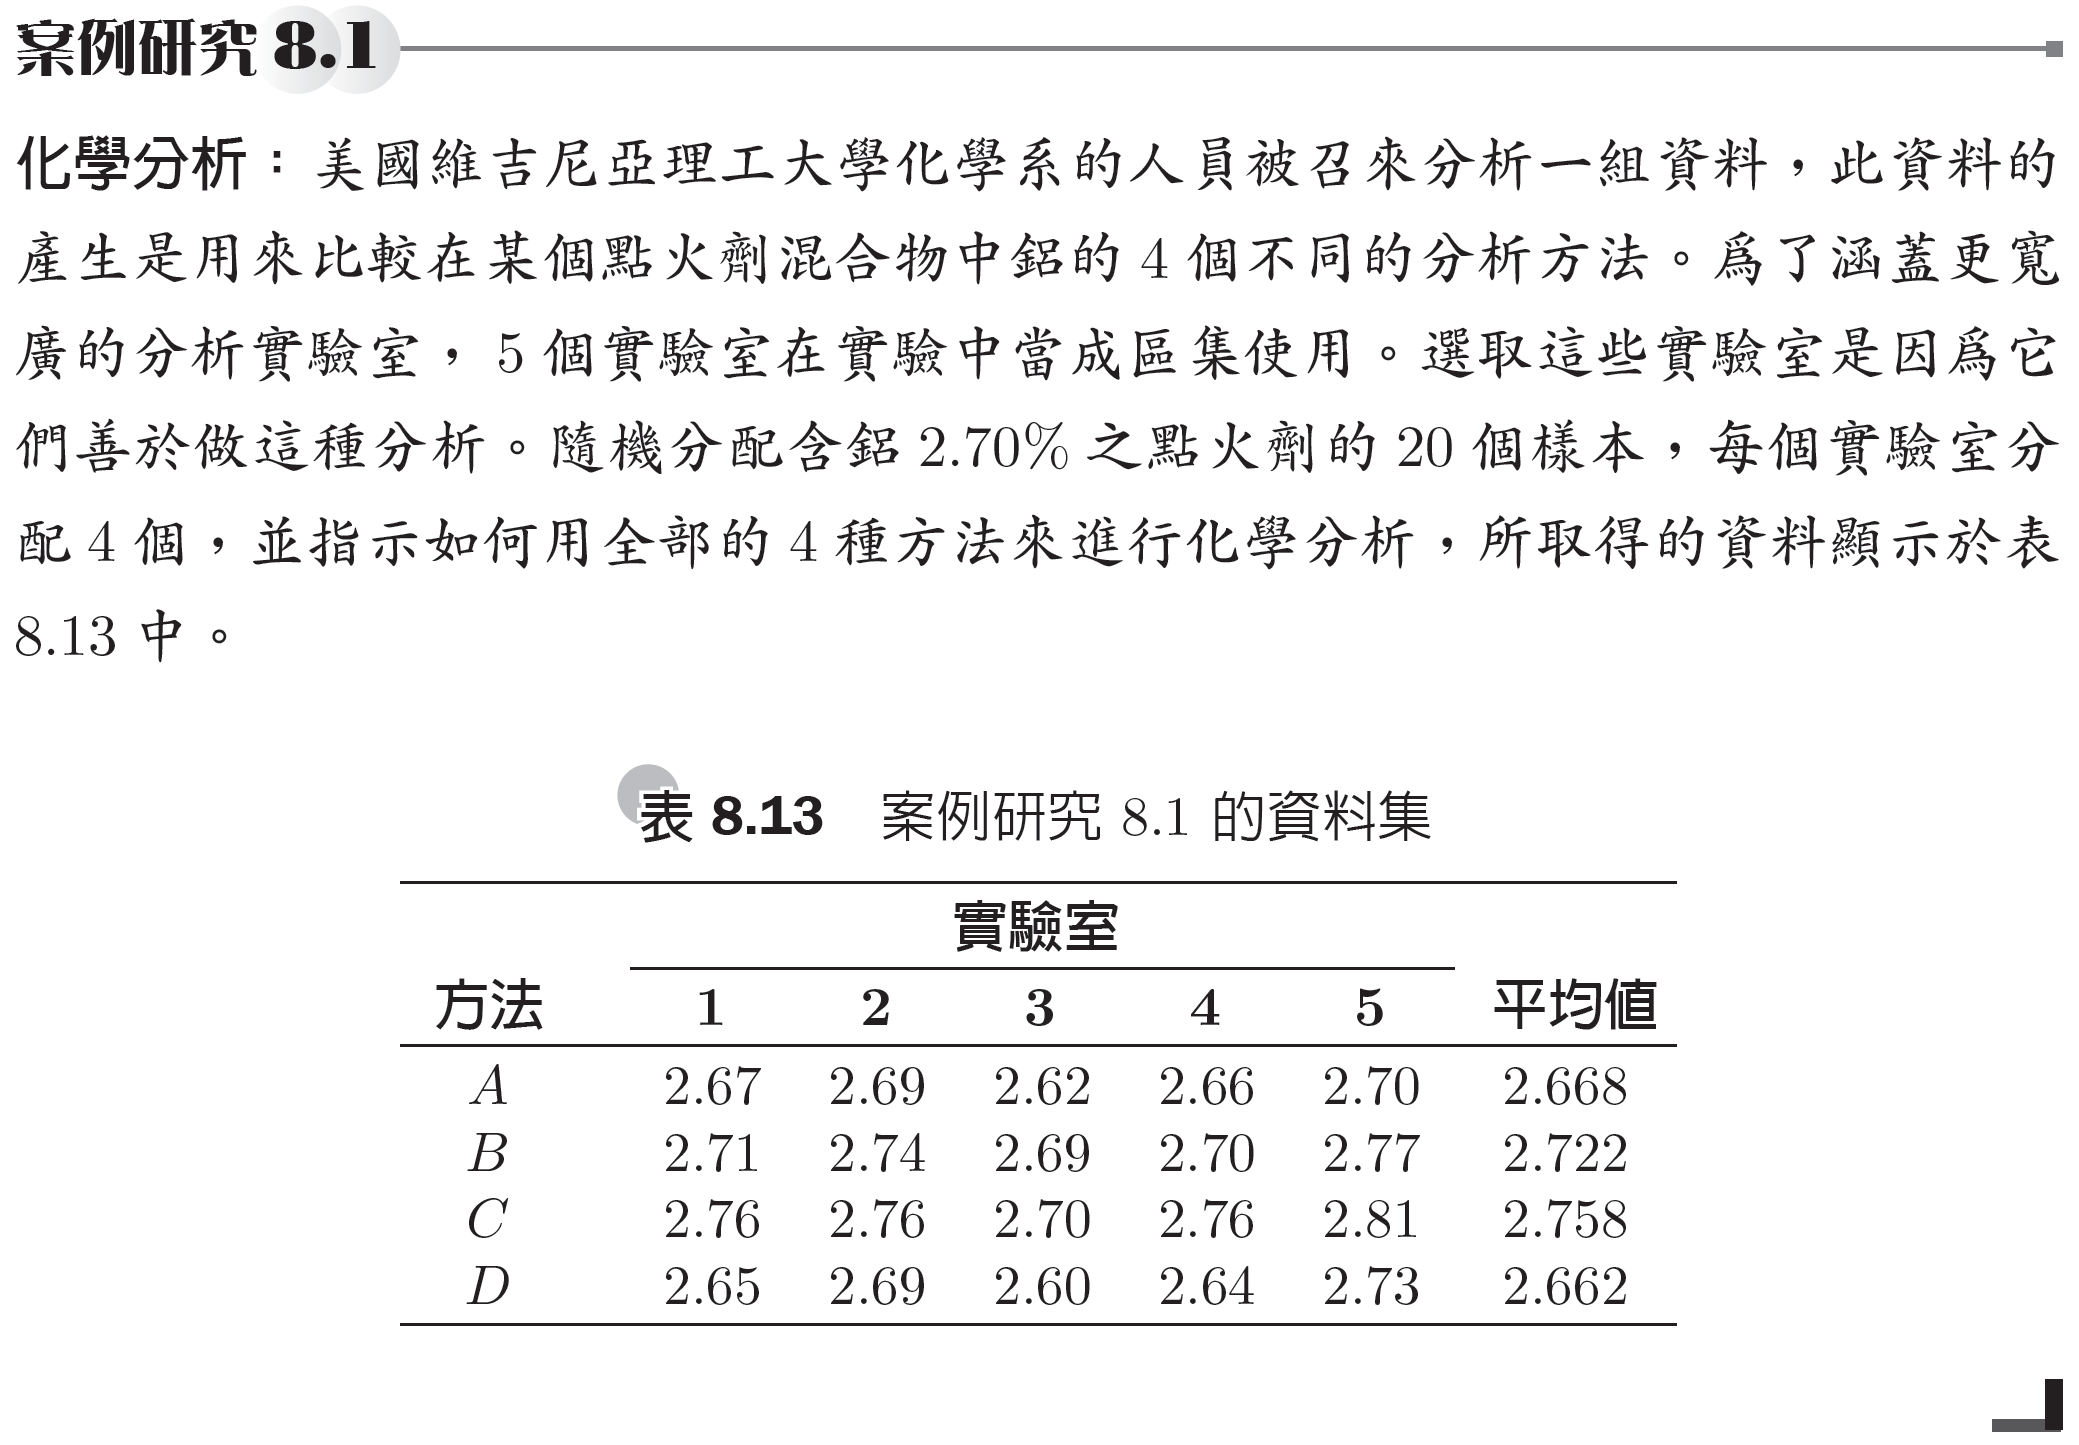 案例研究 8.1
化學分析：美國維吉尼亞理工大學化學系的人員被召來分析一組資料，此資料的
產生是用來比較在某個點火劑混合物中鋁的 4 個不同的分析方法。爲了涵蓋更寬
廣的分析實驗室， 5 個實驗室在實驗中當成區集使用。選取這些實驗室是因爲它
們善於做這種分析。隨機分配含鋁 2.70% 之點火劑的 20 個樣本，每個實驗室分
配 4 個，並指示如何用全部的 4 種方法來進行化學分析，所取得的資料顯示於表
8.13 中。
表 8.13 案例研究 8.1 的資料集
實驗室
方法 1 2 3 4 5 平均值
A 2.67 2.69 2.62 2.66 2.70 2.668
B 2.71 2.74 2.69 2.70 2.77 2.722
C 2.76 2.76 2.70 2.76 2.81 2.758
D 2.65 2.69 2.60 2.64 2.73 2.662